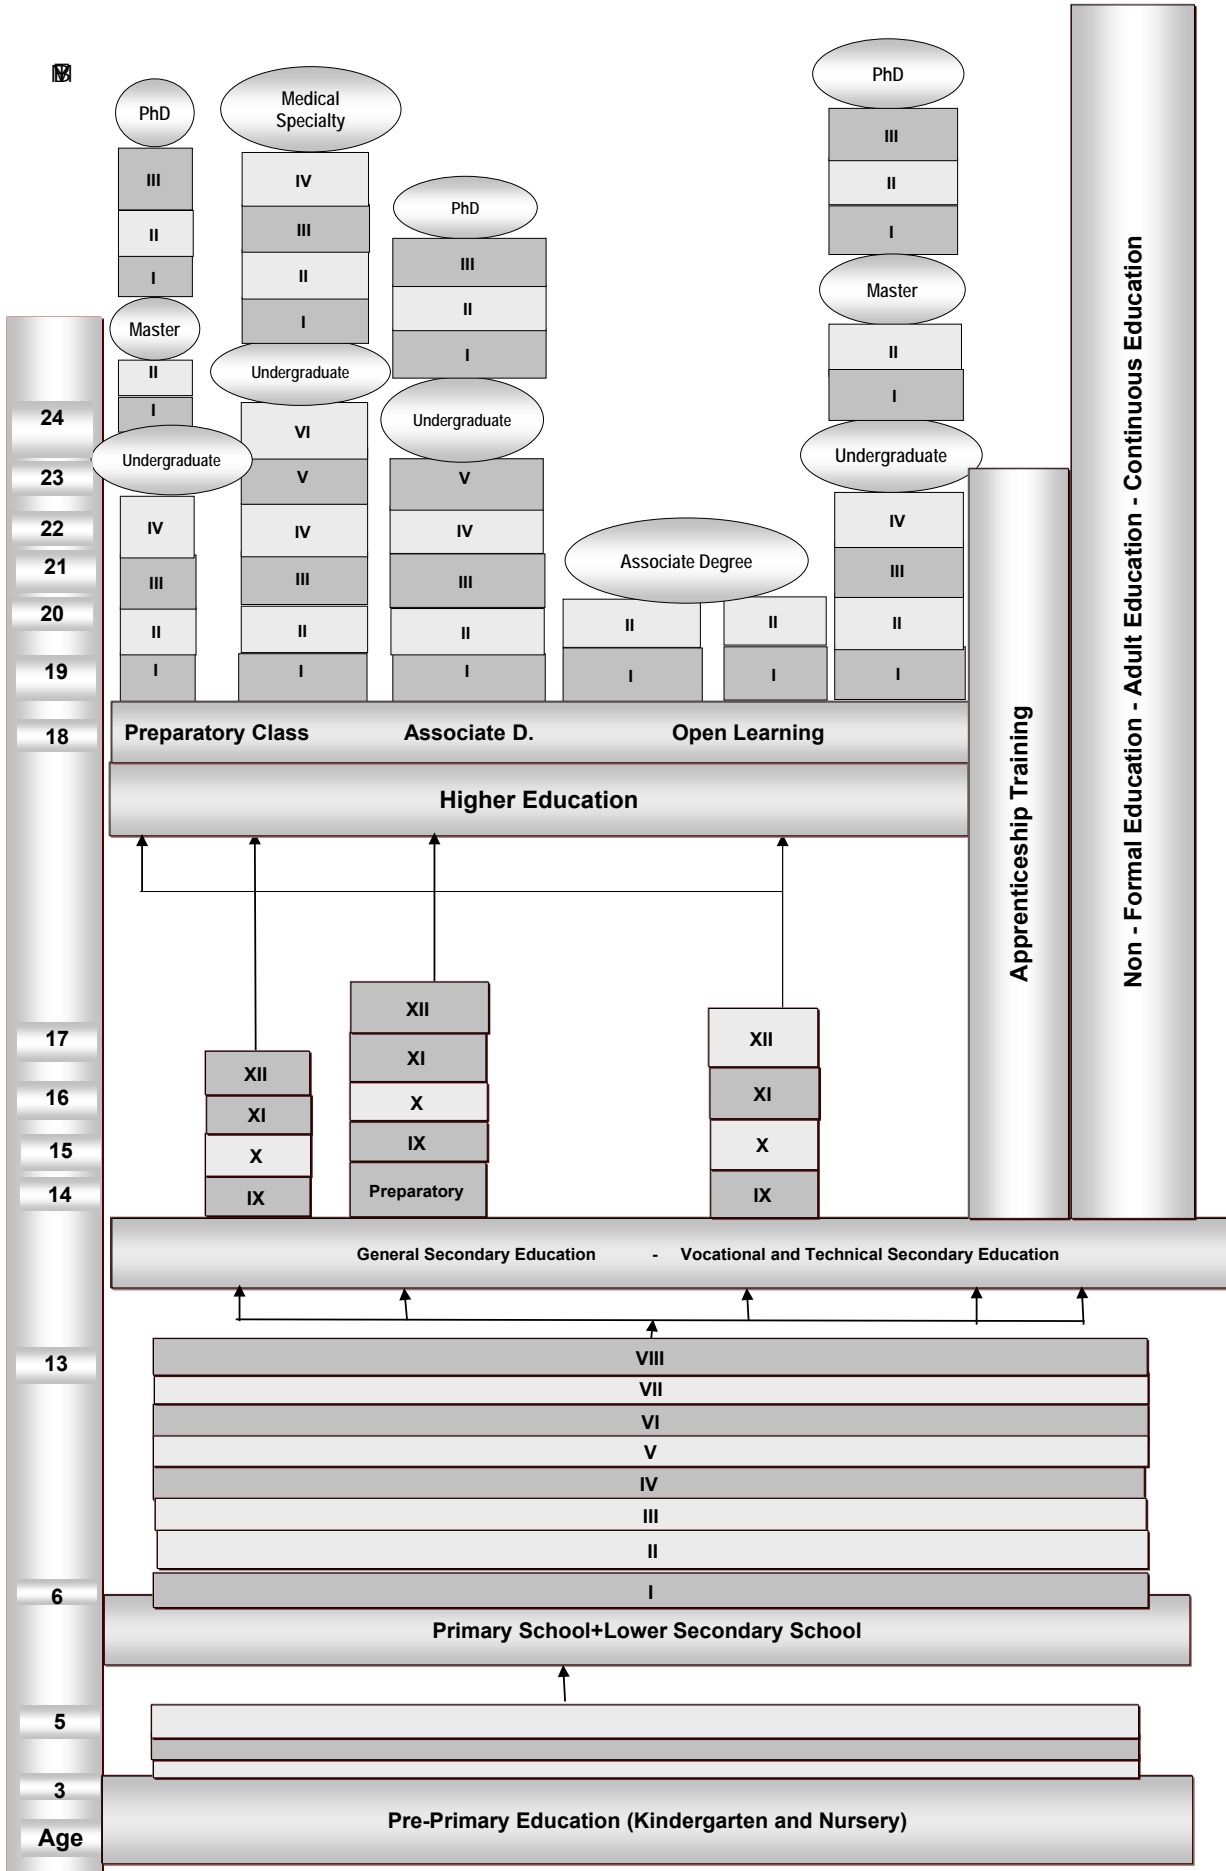 PhD
Medical
Specialty
PhD
III
IV
III
II
PhD
II
III
I
I
II
III
Master
Master
I
II
II
Undergraduate
I
II
I
24
I
VI
Undergraduate
I
Undergraduate
Undergraduate
23
V
V
22
IV
IV
IV
IV
21
III
III
III
Associate Degree
III
20
II
II
II
II
II
II
19
I
I
I
I
I
I
18
Preparatory Class
Associate D.
Open Learning
Higher Education
Apprenticeship Training
Non - Formal Education - Adult Education - Continuous Education
17
XII
XII
XII
XI
16
XI
X
XI
15
X
IX
X
14
IX
Preparatory
IX
General Secondary Education - Vocational and Technical Secondary Education
13
VIII
VII
VI
V
IV
III
II
6
I
Primary School+Lower Secondary School
5
3
Pre-Primary Education (Kindergarten and Nursery)
Age